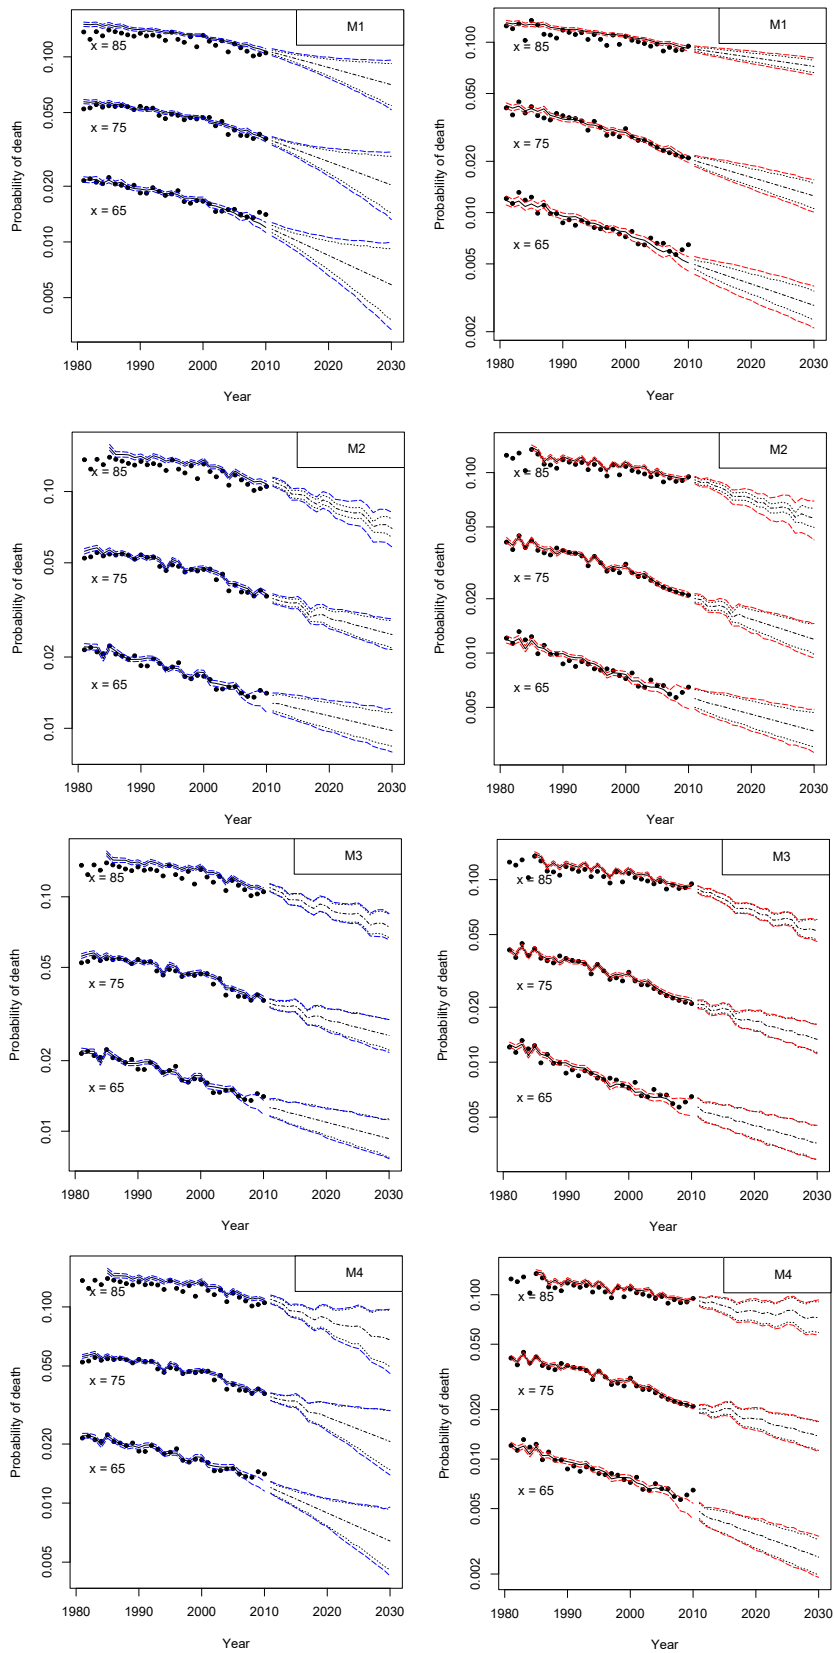 M1
Probability of death
0.100
0.050
0.020
0.010
0.005
x = 85
x = 75
x = 65
1980 1990 2000 2010 2020 2030
Year
M1
Probability of death
0.100
0.050
0.020
0.010
0.005
0.002
x = 85
x = 75
x = 65
1980 1990 2000 2010 2020 2030
Year
M2
Probability of death
0.10
0.05
0.02
0.01
x = 85
x = 75
x = 65
1980 1990 2000 2010 2020 2030
Year
M2
Probability of death
0.100
0.050
0.020
0.010
0.005
x = 85
x = 75
x = 65
1980 1990 2000 2010 2020 2030
Year
M3
Probability of death
0.10
0.05
0.02
0.01
x = 85
x = 75
x = 65
1980 1990 2000 2010 2020 2030
Year
M3
Probability of death
0.100
0.050
0.020
0.010
0.005
x = 85
x = 75
x = 65
1980 1990 2000 2010 2020 2030
Year
M4
Probability of death
0.100
0.050
0.020
0.010
0.005
x = 85
x = 75
x = 65
1980 1990 2000 2010 2020 2030
Year
M4
Probability of death
0.100
0.050
0.020
0.010
0.005
0.002
x = 85
x = 75
x = 65
1980 1990 2000 2010 2020 2030
Year